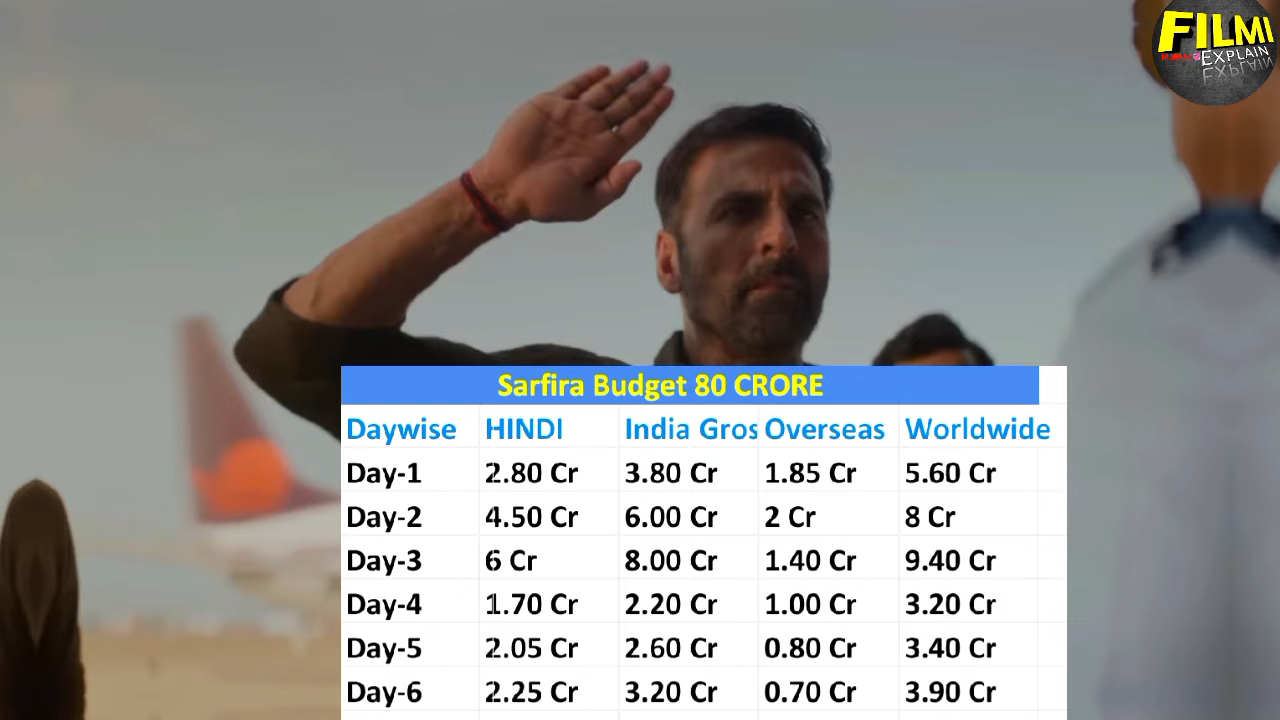 FILMI
EXPLAIN
Sarfira Budget 80 CRORE
Daywise HINDI India Gros Overseas Worldwide
Day-1 2.80 Cr 3.80 Cr 1.85 Cr 5.60 Cr
Day-2 4.50 Cr 6.00 Cr 2 Cr 8 Cr
Day-3 6 Cr 8.00 Cr 1.40 Cr 9.40 Cr
Day-4 1.70 Cr 2.20 Cr 1.00 Cr 3.20 Cr
Day-5 2.05 Cr 2.60 Cr 0.80 Cr 3.40 Cr
Day-6 2.25 Cr 3.20 Cr 0.70 Cr 3.90 Cr